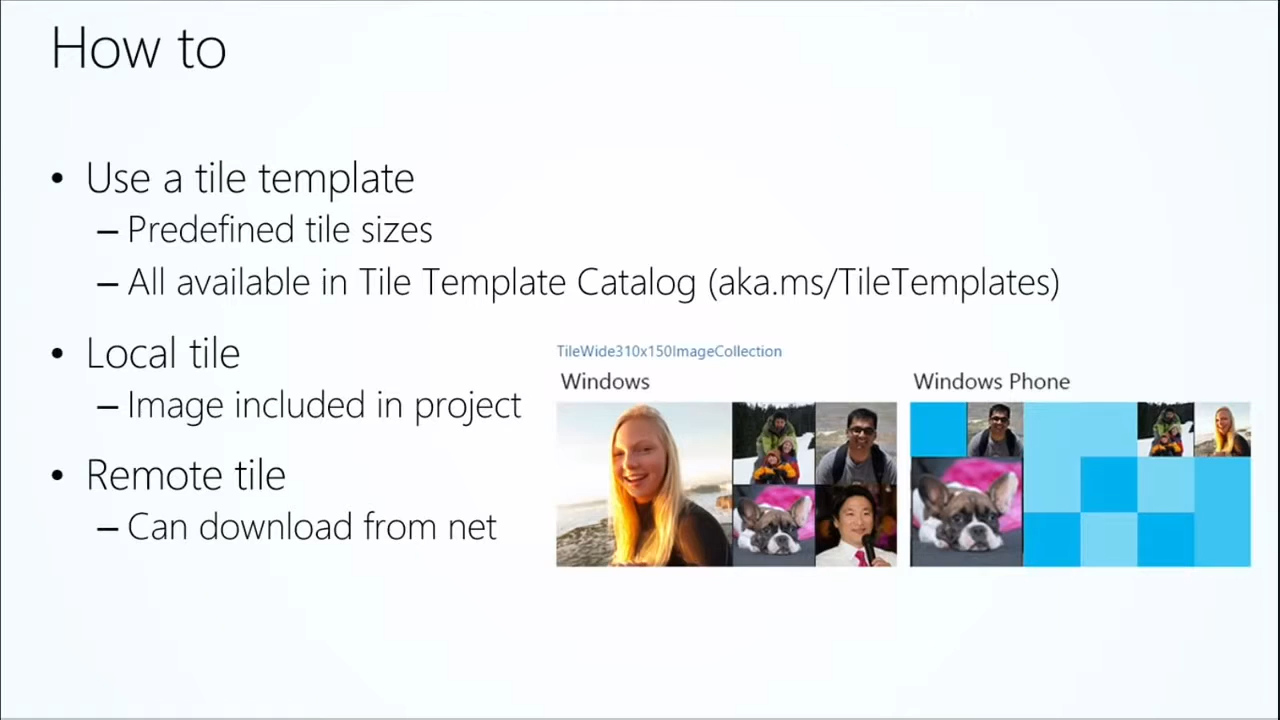 How to
• Use a tile template
– Predefined tile sizes
– All available in Tile Template Catalog (aka.ms/TileTemplates)
• Local tile
– Image included in project
• Remote tile
– Can download from net
TileWide310x150ImageCollection
Windows
Windows Phone